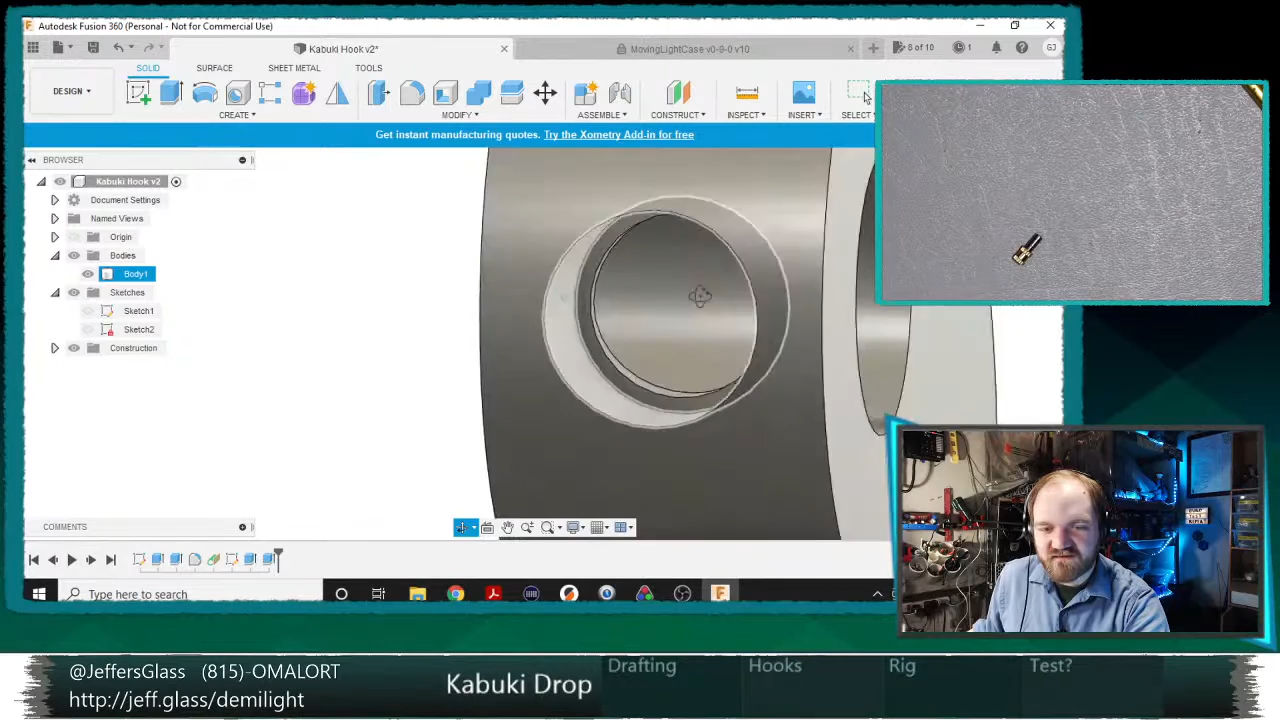 Autodesk Fusion 360 (Personal - Not for Commercial Use)
Kabuki Hook v2*
MovingLightCase v0-9-0 v10
8 of 10
1
GJ
DESIGN
SOLID
SURFACE
SHEET METAL
TOOLS
CREATE
MODIFY
ASSEMBLE
CONSTRUCT
INSPECT
INSERT
SELECT
Get instant manufacturing quotes. Try the Xometry Add-in for free
BROWSER
Kabuki Hook v2
Document Settings
Named Views
Origin
Bodies
Body1
Sketches
Sketch1
Sketch2
Construction
COMMENTS
Type here to search
@JeffersGlass (815)-OMALORT
http://jeff.glass/demilight
Kabuki Drop
Drafting
Hooks
Rig
Test?